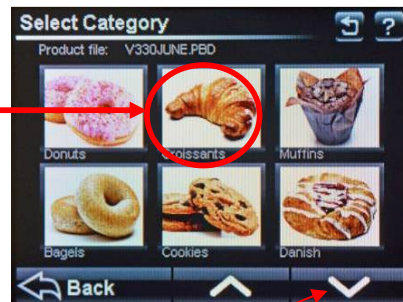 Select Category ?
Product file: V330JUNE.PBD
Donuts Croissants Muffins
Bagels Cookies Danish
Back